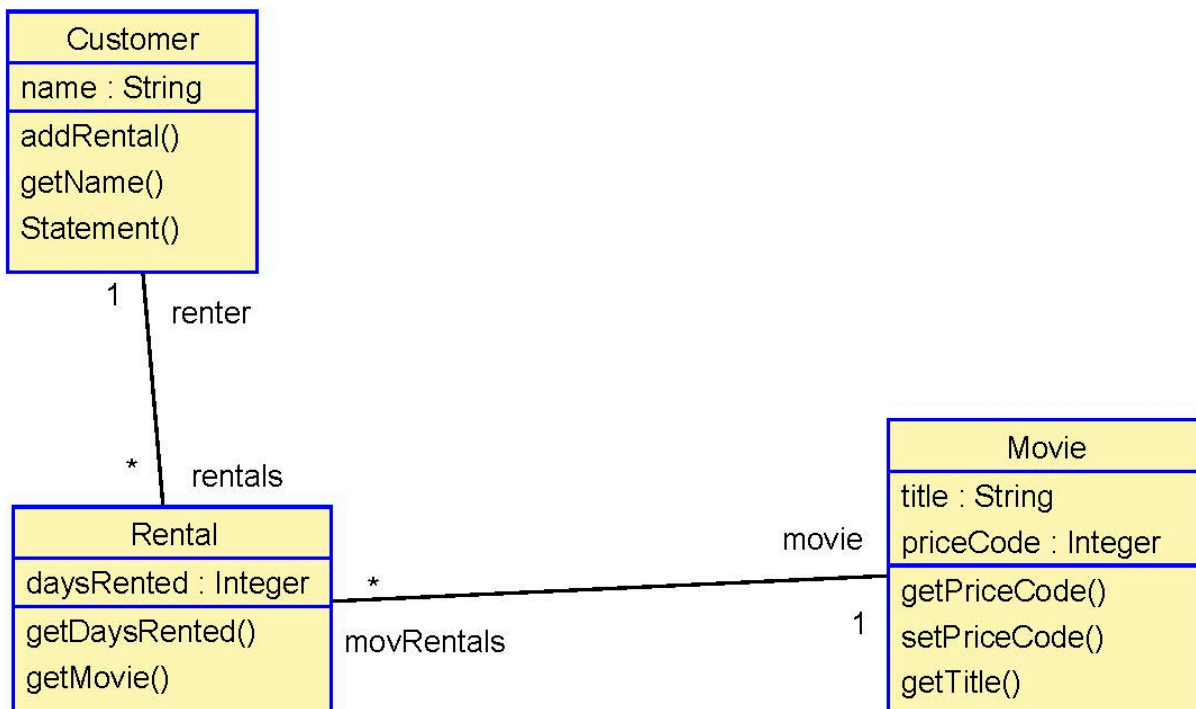 Customer
name : String
addRental()
getName()
Statement()
1
renter
*
rentals
Rental
daysRented : Integer
getDaysRented()
getMovie()
*
movRentals
movie
1
Movie
title : String
priceCode : Integer
getPriceCode()
setPriceCode()
getTitle()